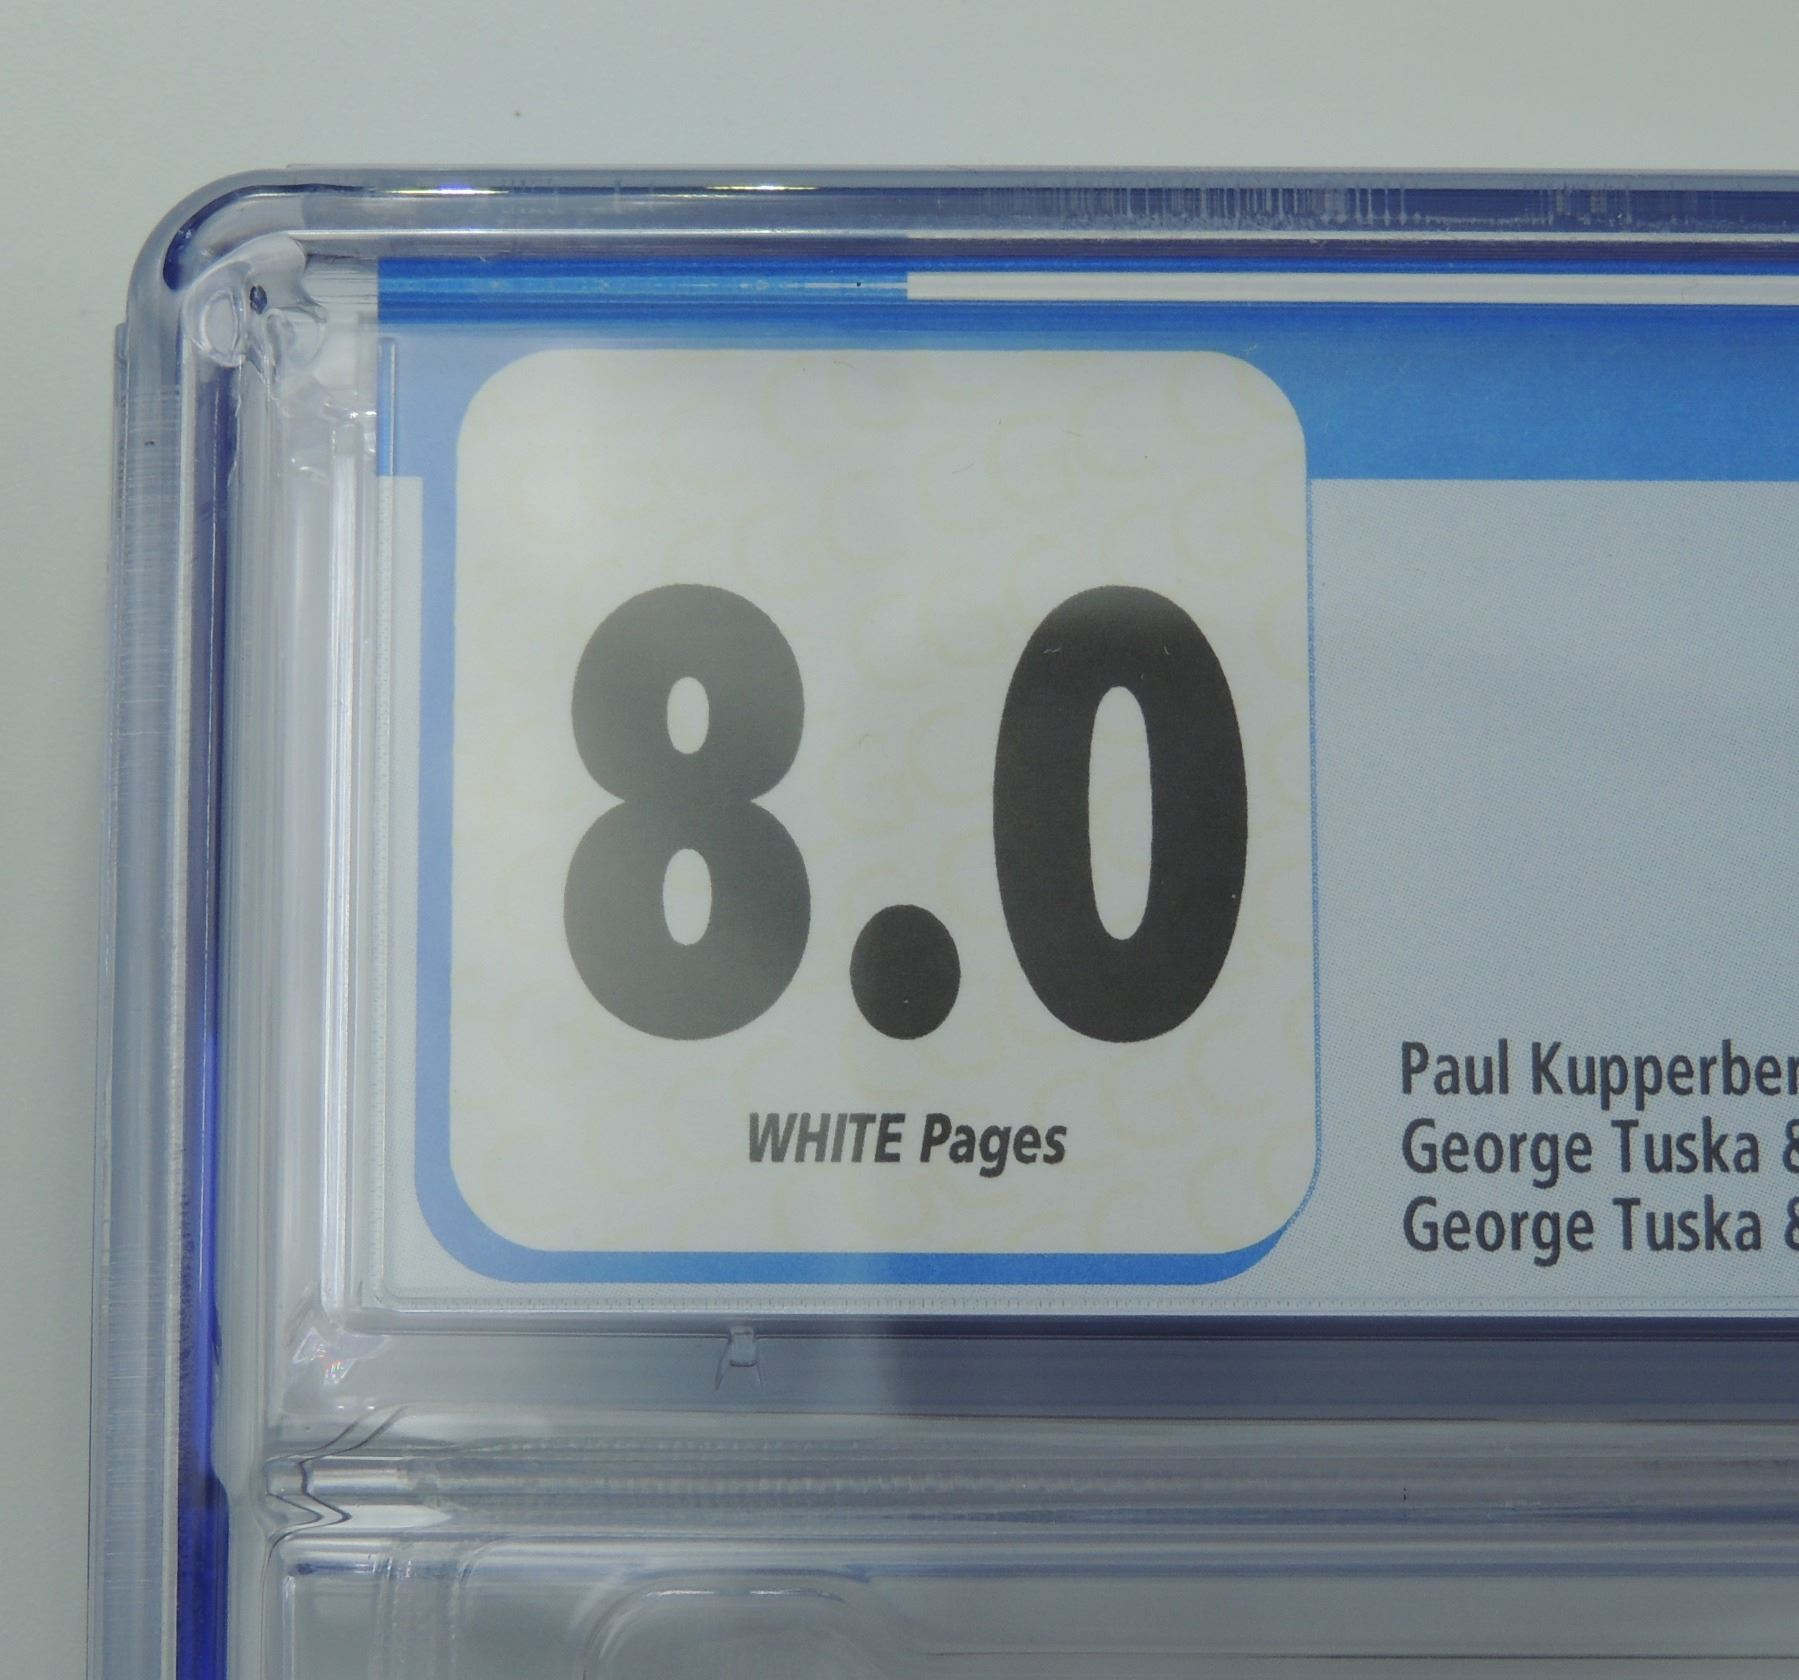 8.0
WHITE Pages
Paul Kupperber
George Tuska &
George Tuska &